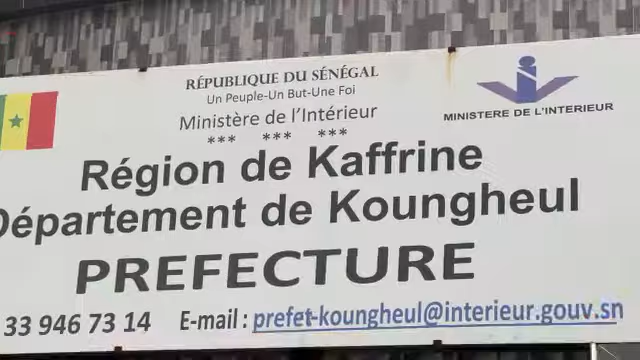 RÉPUBLIQUE DU SÉNÉGAL
Un Peuple-Un But-Une Foi
Ministère de l'Intérieur
*** *** ***
MINISTERE DE L'INTERIEUR
Région de Kaffrine
Département de Koungheul
PREFECTURE
33 946 73 14 E-mail : prefet-koungheul@interieur.gouv.sn